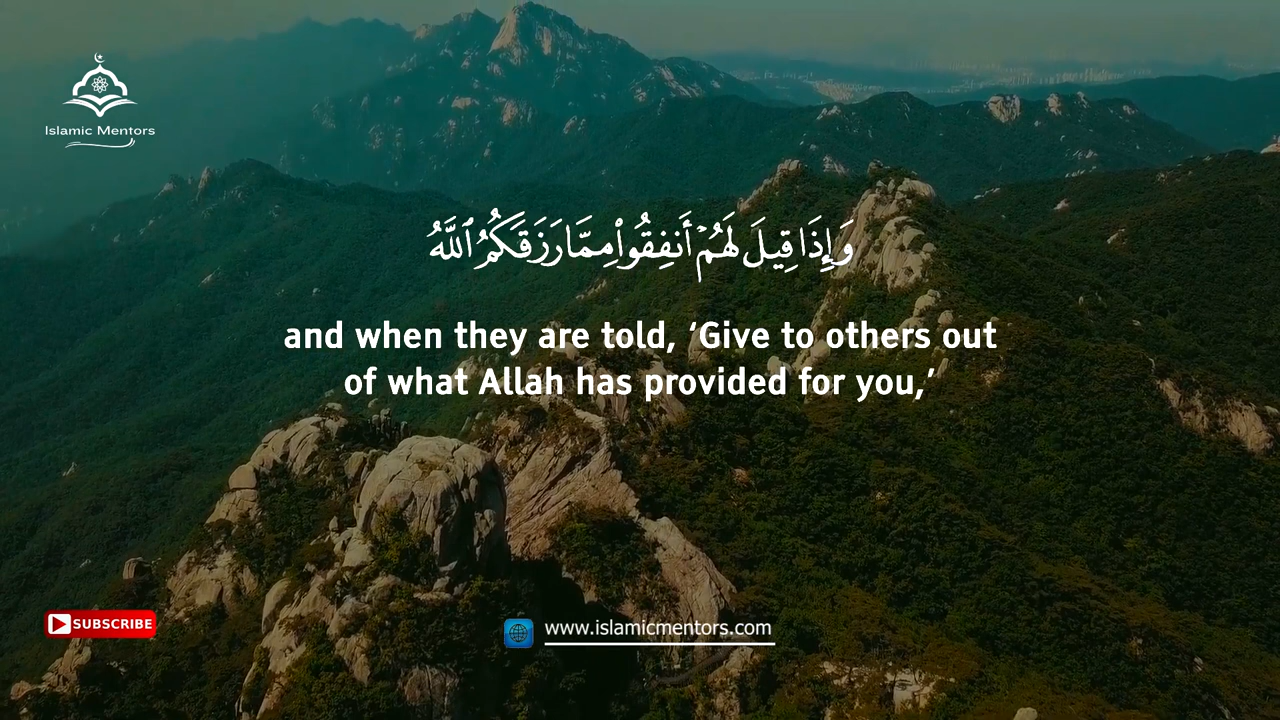 Islamic Mentors
وَإِذَا قِيلَ لَهُمْ أَنفِقُوا۟ مِمَّا رَزَقَكُمُ ٱللَّهُ
and when they are told, ‘Give to others out
of what Allah has provided for you,’
SUBSCRIBE
www.islamicmentors.com